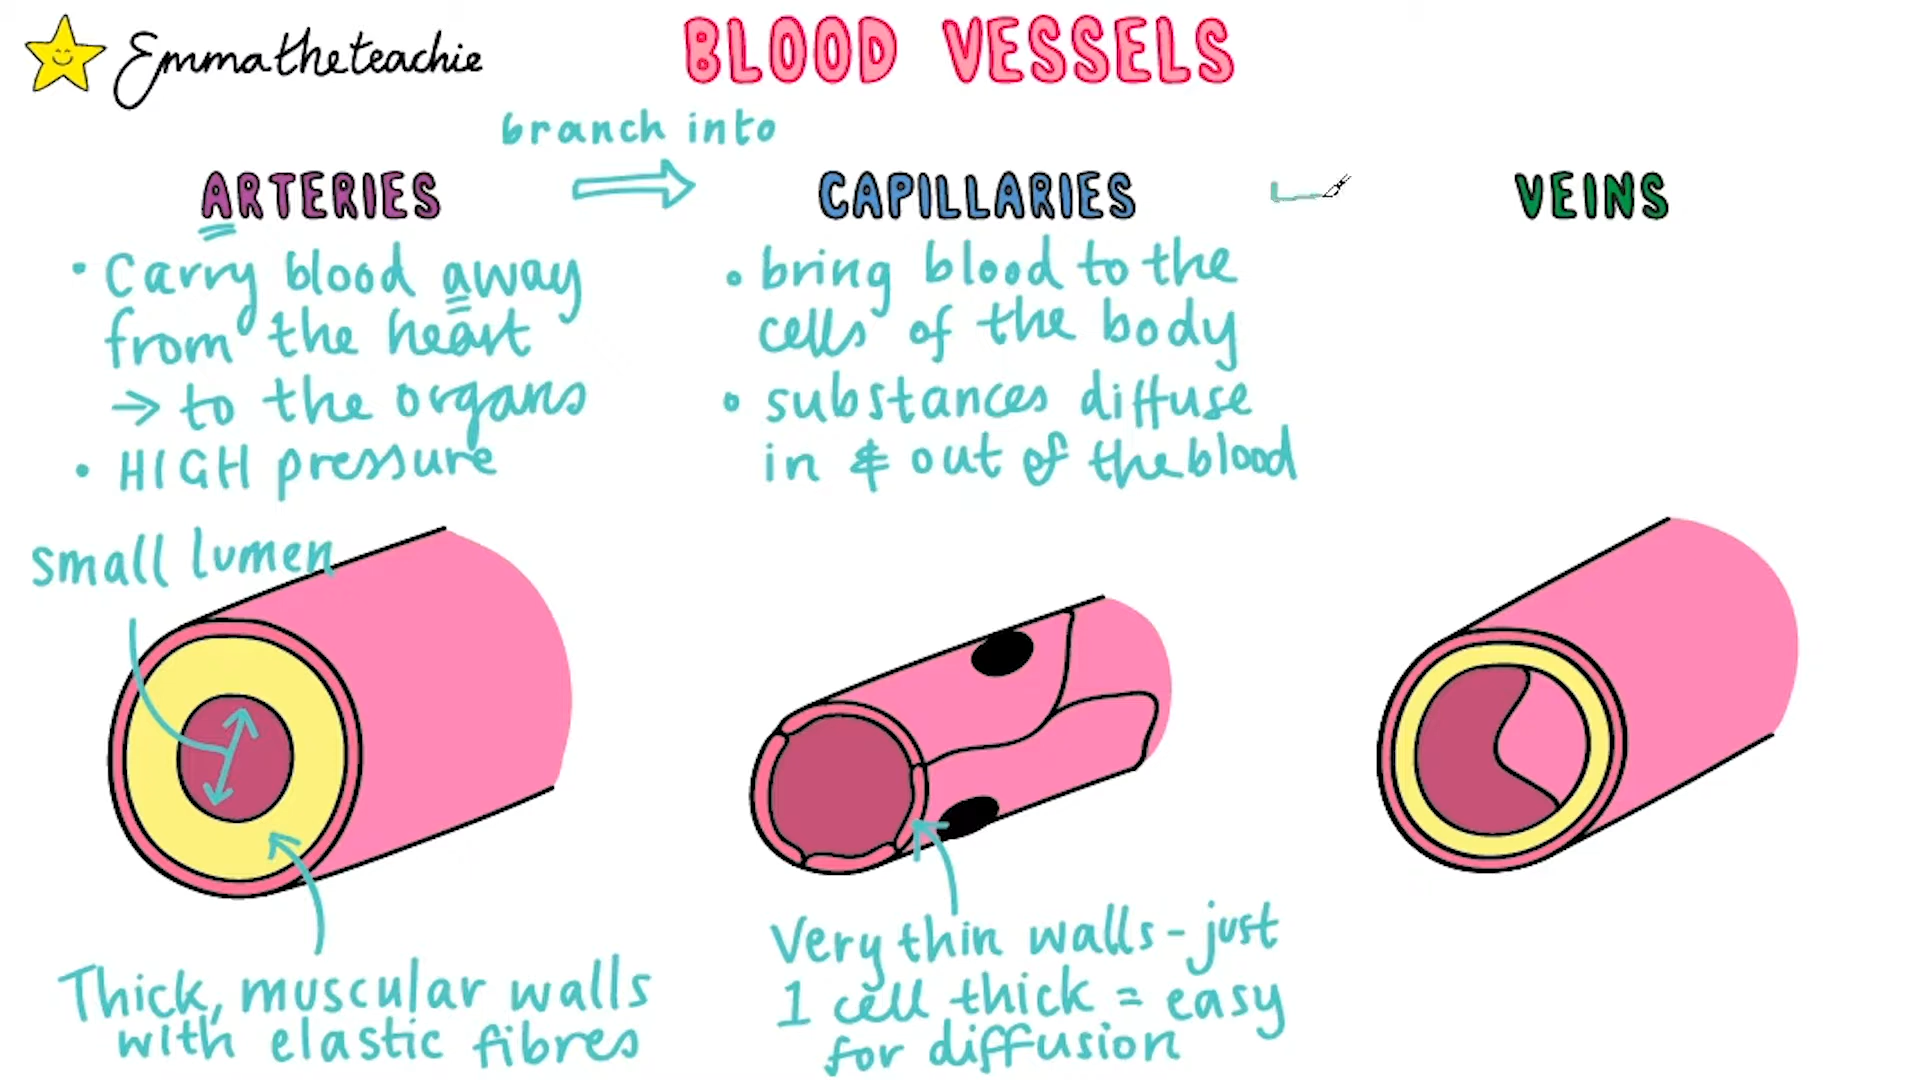 Emmatheteachie
BLOOD VESSELS
branch into
ARTERIES
CAPILLARIES
VEINS
• Carry blood away
from the heart
→ to the organs
• HIGH pressure
small lumen
Thick, muscular walls
with elastic fibres
• bring blood to the
cells of the body
• substances diffuse
in & out of the blood
Very thin walls - just
1 cell thick = easy
for diffusion